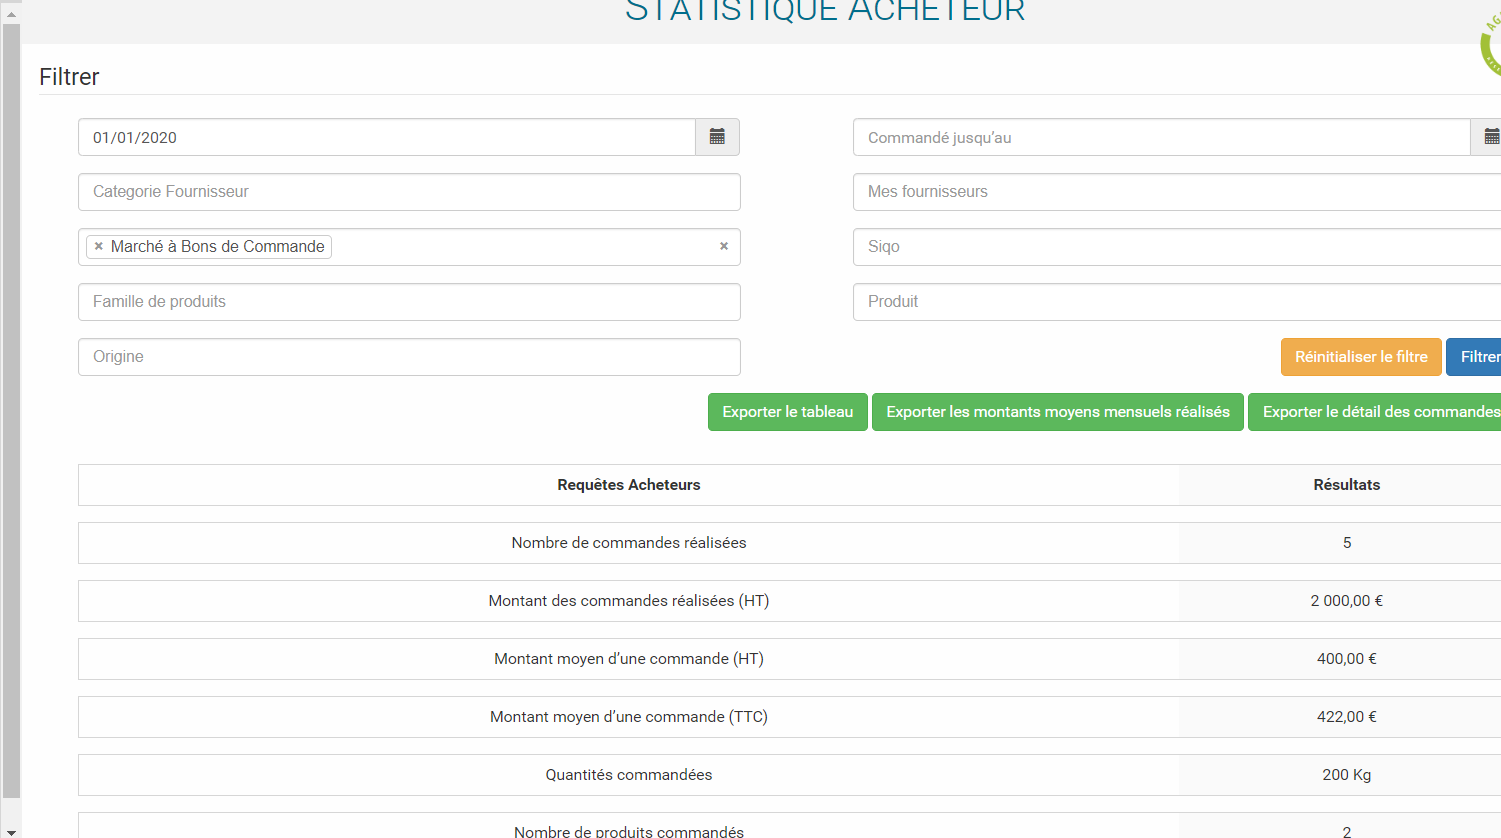 STATISTIQUE ACHETEUR
Filtrer
01/01/2020
Commandé jusqu’au
Categorie Fournisseur
Mes fournisseurs
× Marché à Bons de Commande ×
Siqo
Famille de produits
Produit
Origine
Réinitialiser le filtre
Filtrer
Exporter le tableau
Exporter les montants moyens mensuels réalisés
Exporter le détail des commandes
Requêtes Acheteurs
Résultats
Nombre de commandes réalisées
5
Montant des commandes réalisées (HT)
2 000,00 €
Montant moyen d’une commande (HT)
400,00 €
Montant moyen d’une commande (TTC)
422,00 €
Quantités commandées
200 Kg
Nombre de produits commandés
2